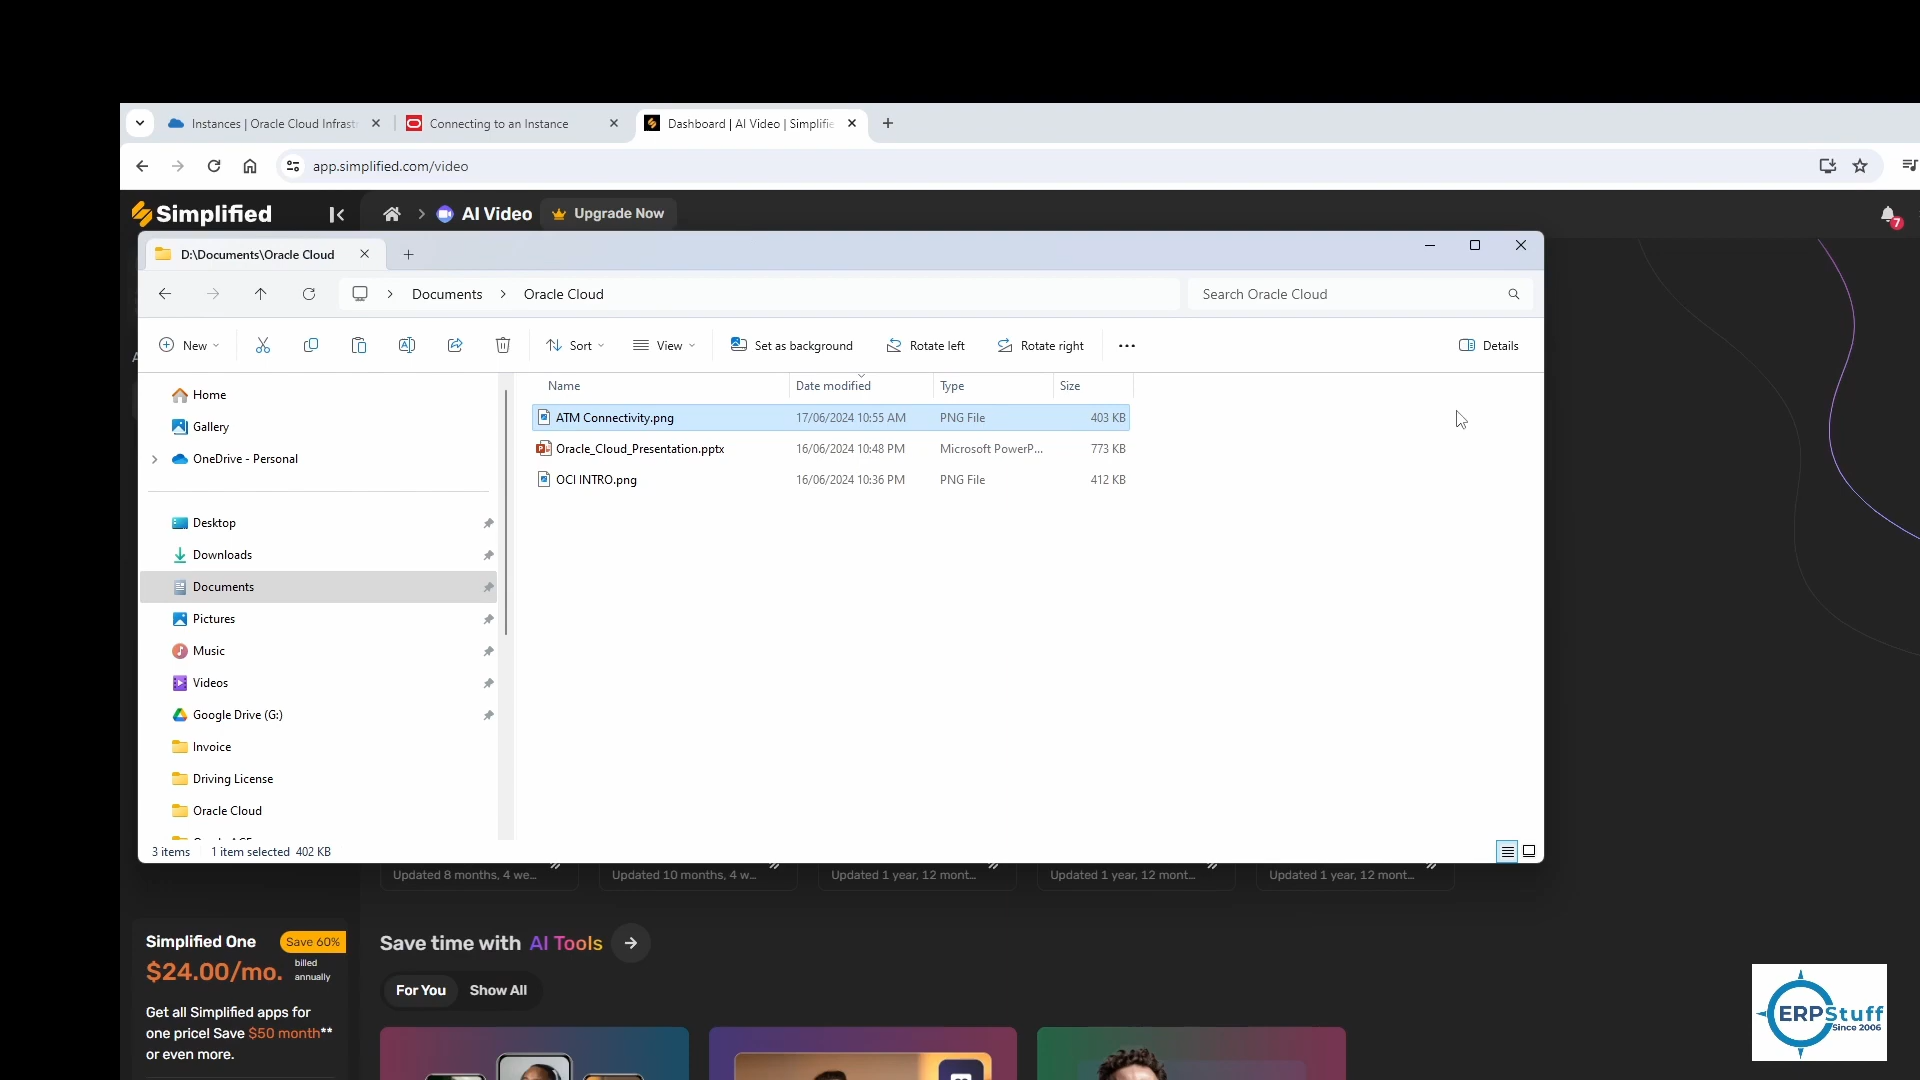 Instances | Oracle Cloud Infrast
Connecting to an Instance
Dashboard | AI Video | Simplifie
app.simplified.com/video
Simplified
AI Video
Upgrade Now
7
D:\Documents\Oracle Cloud
Documents
Oracle Cloud
Search Oracle Cloud
New
Sort
View
Set as background
Rotate left
Rotate right
Details
Name
Date modified
Type
Size
ATM Connectivity.png 17/06/2024 10:55 AM PNG File 403 KB
Oracle_Cloud_Presentation.pptx 16/06/2024 10:48 PM Microsoft PowerP... 773 KB
OCI INTRO.png 16/06/2024 10:36 PM PNG File 412 KB
Home
Gallery
OneDrive - Personal
Desktop
Downloads
Documents
Pictures
Music
Videos
Google Drive (G:)
Invoice
Driving License
Oracle Cloud
3 items 1 item selected 402 KB
Updated 8 months, 4 we...
Updated 10 months, 4 w...
Updated 1 year, 12 mont...
Updated 1 year, 12 mont...
Updated 1 year, 12 mont...
Simplified One
Save 60%
$24.00/mo.
billed
annually
Get all Simplified apps for
one price! Save $50 month**
or even more.
Save time with AI Tools
For You
Show All
ERPStuff
Since 2006